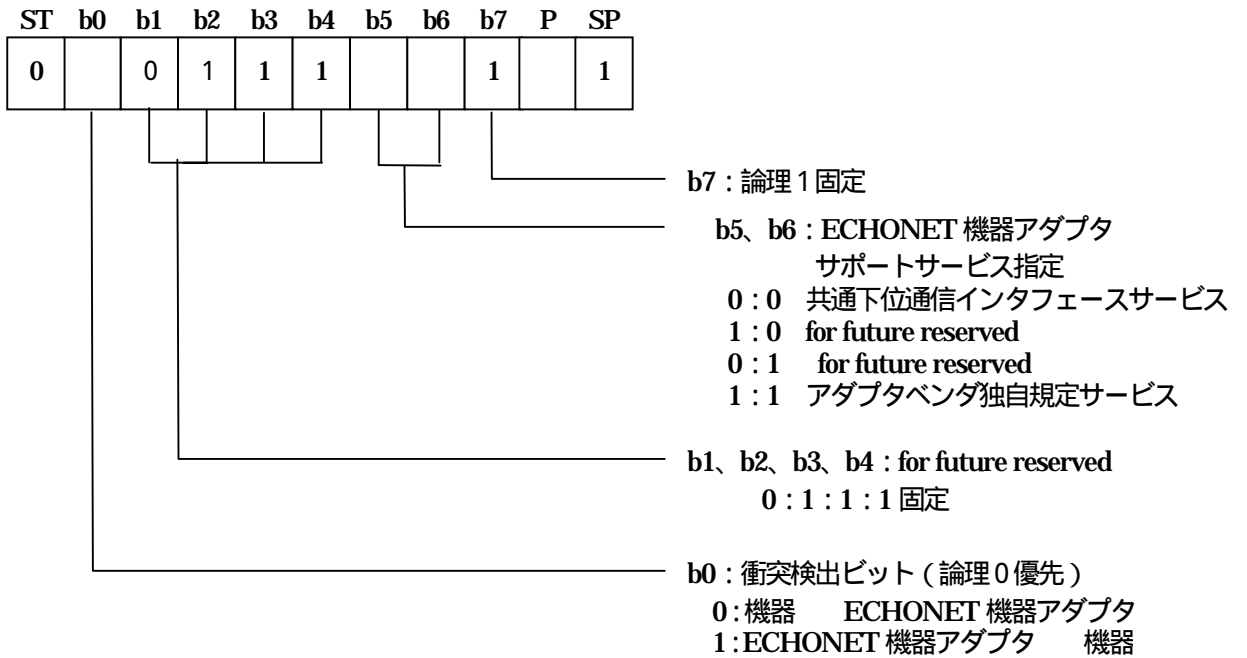 ST b0 b1 b2 b3 b4 b5 b6 b7 P SP
0 0 1 1 1 1 1
b7：論理1固定
b5、b6：ECHONET 機器アダプタ
サポートサービス指定
0：0 共通下位通信インタフェースサービス
1：0 for future reserved
0：1 for future reserved
1：1 アダプタベンダ独自規定サービス
b1、b2、b3、b4：for future reserved
0：1：1：1 固定
b0：衝突検出ビット（論理0優先）
0：機器 ECHONET 機器アダプタ
1：ECHONET 機器アダプタ 機器